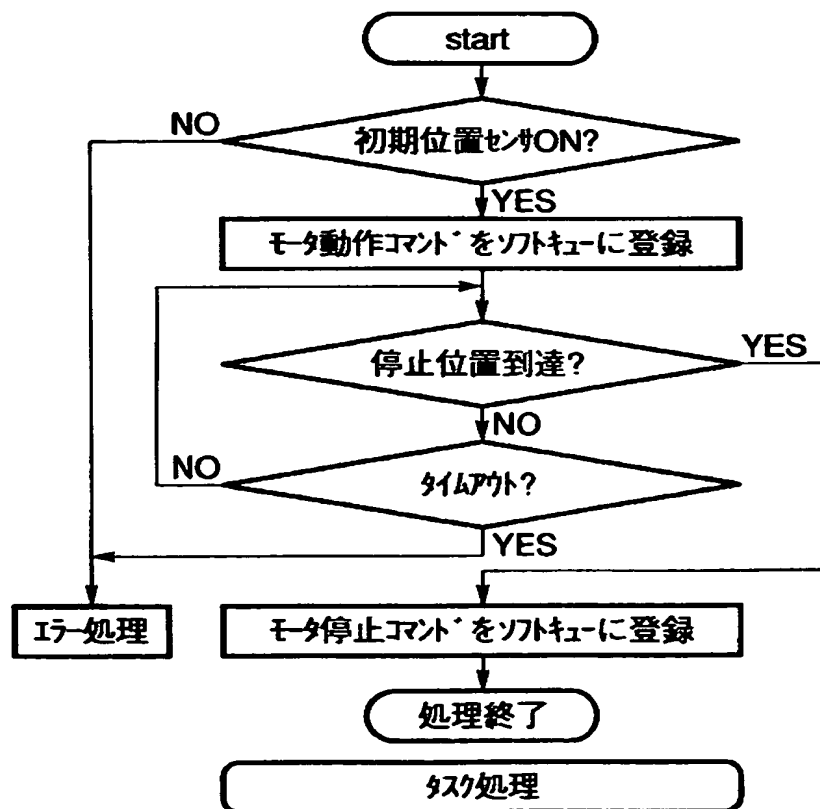 start
初期位置ｾﾝｻON?
NO
YES
ﾓｰﾀ動作ｺﾏﾝﾄﾞをｿﾌﾄｷｭｰに登録
停止位置到達?
YES
NO
ﾀｲﾑｱｳﾄ?
NO
YES
ｴﾗｰ処理
ﾓｰﾀ停止ｺﾏﾝﾄﾞをｿﾌﾄｷｭｰに登録
処理終了
ﾀｽｸ処理